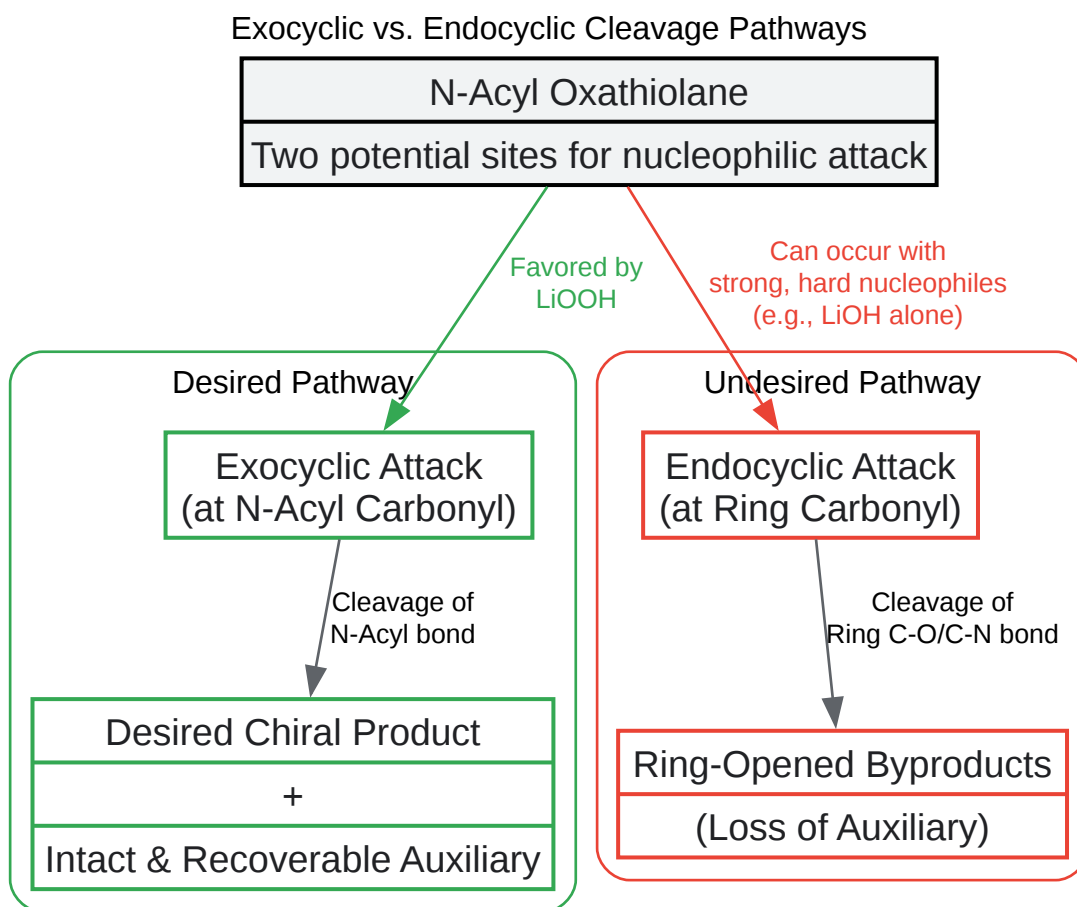 Exocyclic vs. Endocyclic Cleavage Pathways
N-Acyl Oxathiolane
Two potential sites for nucleophilic attack
Favored by
LiOOH
Can occur with
strong, hard nucleophiles
(e.g., LiOH alone)
Desired Pathway
Exocyclic Attack
(at N-Acyl Carbonyl)
Cleavage of
N-Acyl bond
Desired Chiral Product
+
Intact & Recoverable Auxiliary
Undesired Pathway
Endocyclic Attack
(at Ring Carbonyl)
Cleavage of
Ring C-O/C-N bond
Ring-Opened Byproducts
(Loss of Auxiliary)